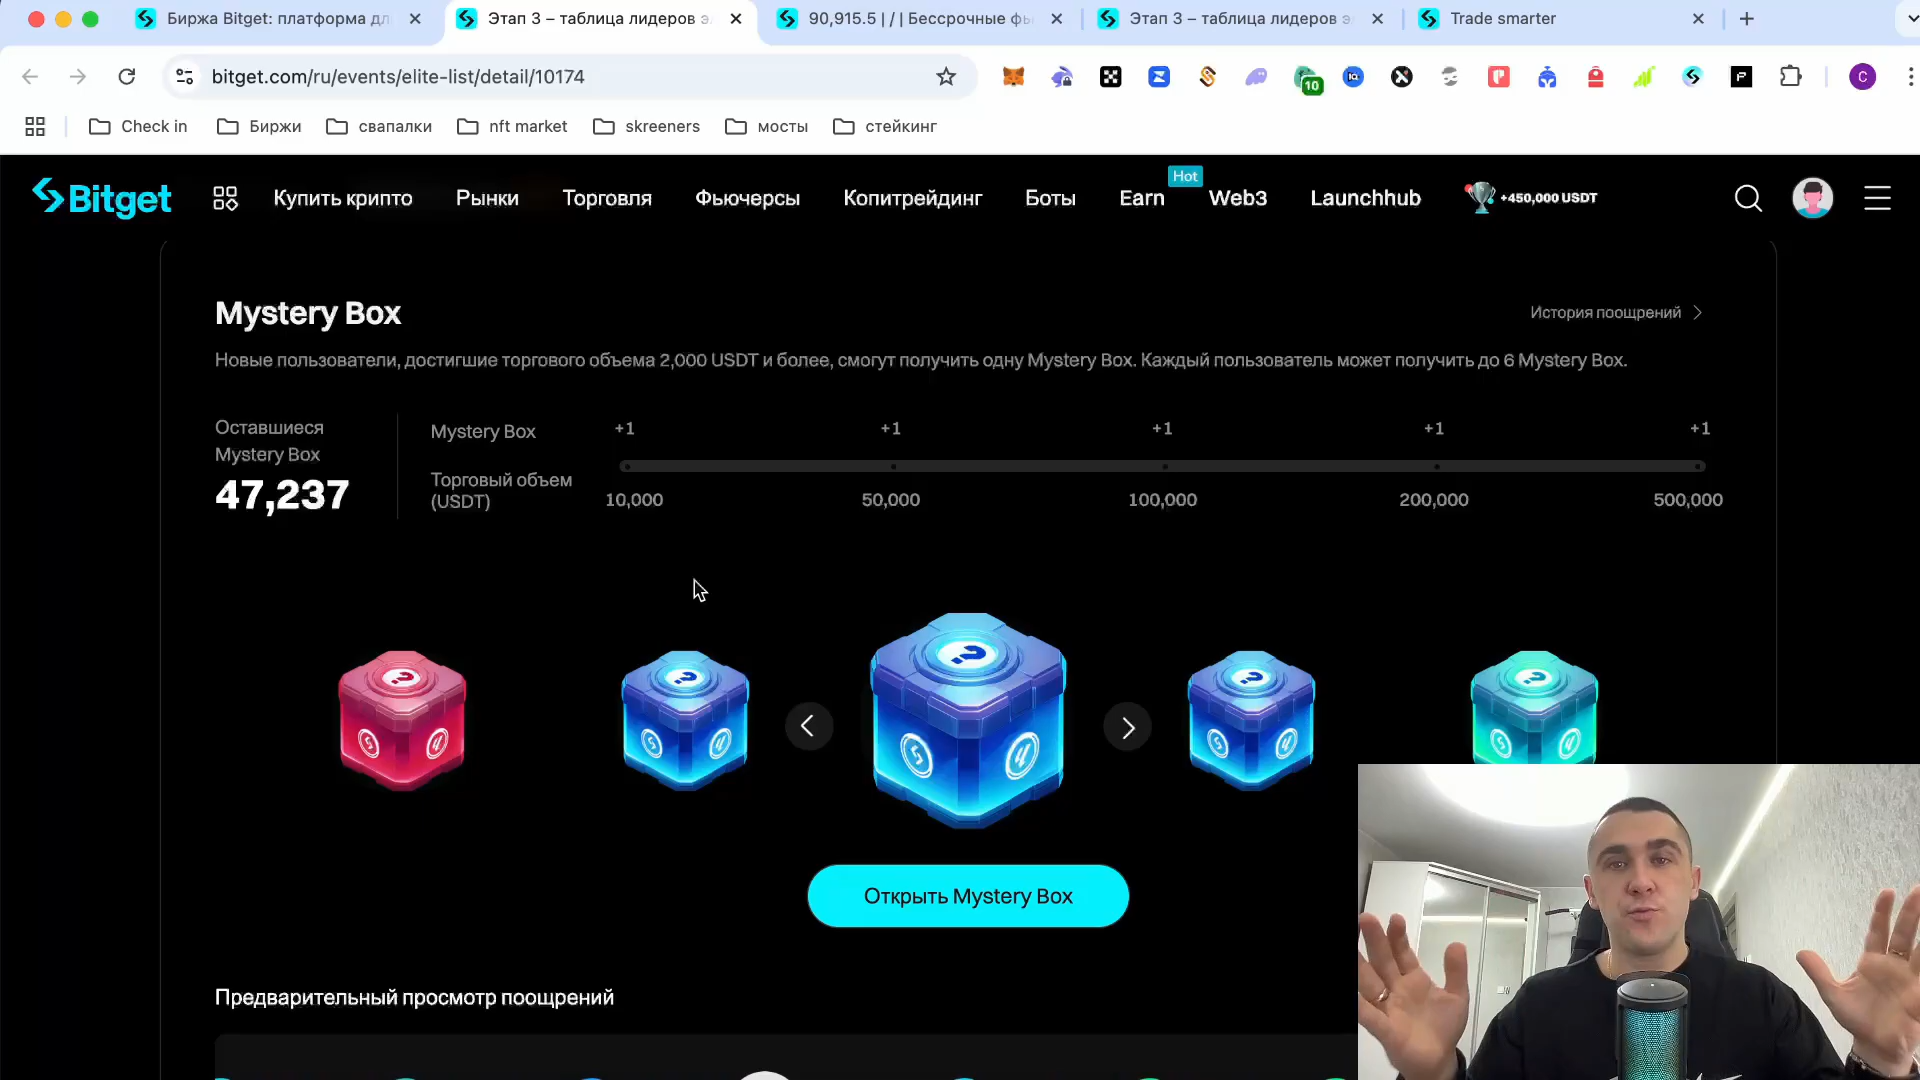 Биржа Bitget: платформа дл
Этап 3 – таблица лидеров э
90,915.5 | / | Бессрочные фь
Этап 3 – таблица лидеров э
Trade smarter
bitget.com/ru/events/elite-list/detail/10174
10
C
Check in
Биржи
свапалки
nft market
skreeners
мосты
стейкинг
Bitget
Купить крипто
Рынки
Торговля
Фьючерсы
Копитрейдинг
Боты
Earn
Hot
Web3
Launchhub
+450,000 USDT
Mystery Box
История поощрений
Новые пользователи, достигшие торгового объема 2,000 USDT и более, смогут получить одну Mystery Box. Каждый пользователь может получить до 6 Mystery Box.
Оставшиеся
Mystery Box
47,237
Mystery Box
+1
+1
+1
+1
+1
Торговый объем
(USDT)
10,000
50,000
100,000
200,000
500,000
Открыть Mystery Box
Предварительный просмотр поощрений